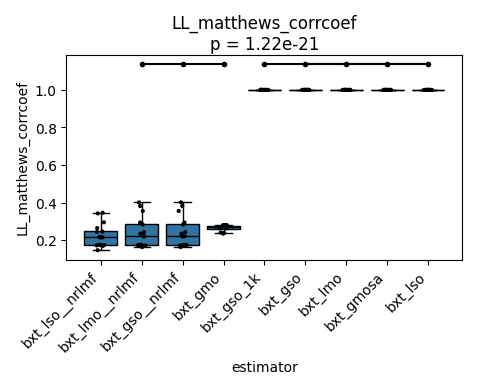 LL_matthews_corrcoef
p = 1.22e-21
LL_matthews_corrcoef
1.0
0.8
0.6
0.4
0.2
bxt_lso__nrlmf
bxt_lmo__nrlmf
bxt_gso__nrlmf
bxt_gmo
bxt_gso_1k
bxt_gso
bxt_lmo
bxt_gmosa
bxt_lso
estimator